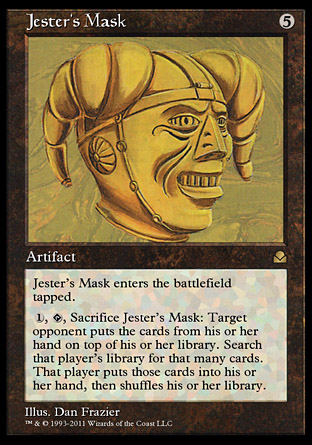 Jester's Mask 5
Artifact
Jester's Mask enters the battlefield
tapped.
1, , Sacrifice Jester's Mask: Target
opponent puts the cards from his or her
hand on top of his or her library. Search
that player's library for that many cards.
That player puts those cards into his or
her hand, then shuffles his or her library.
Illus. Dan Frazier
™ & © 1993-2011 Wizards of the Coast LLC